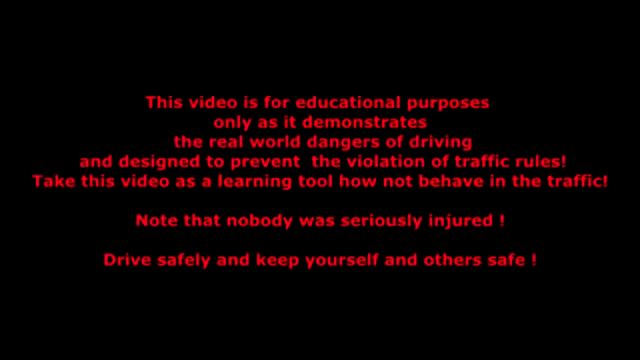 This video is for educational purposes
only as it demonstrates
the real world dangers of driving
and designed to prevent the violation of traffic rules!
Take this video as a learning tool how not behave in the traffic!
Note that nobody was seriously injured !
Drive safely and keep yourself and others safe !